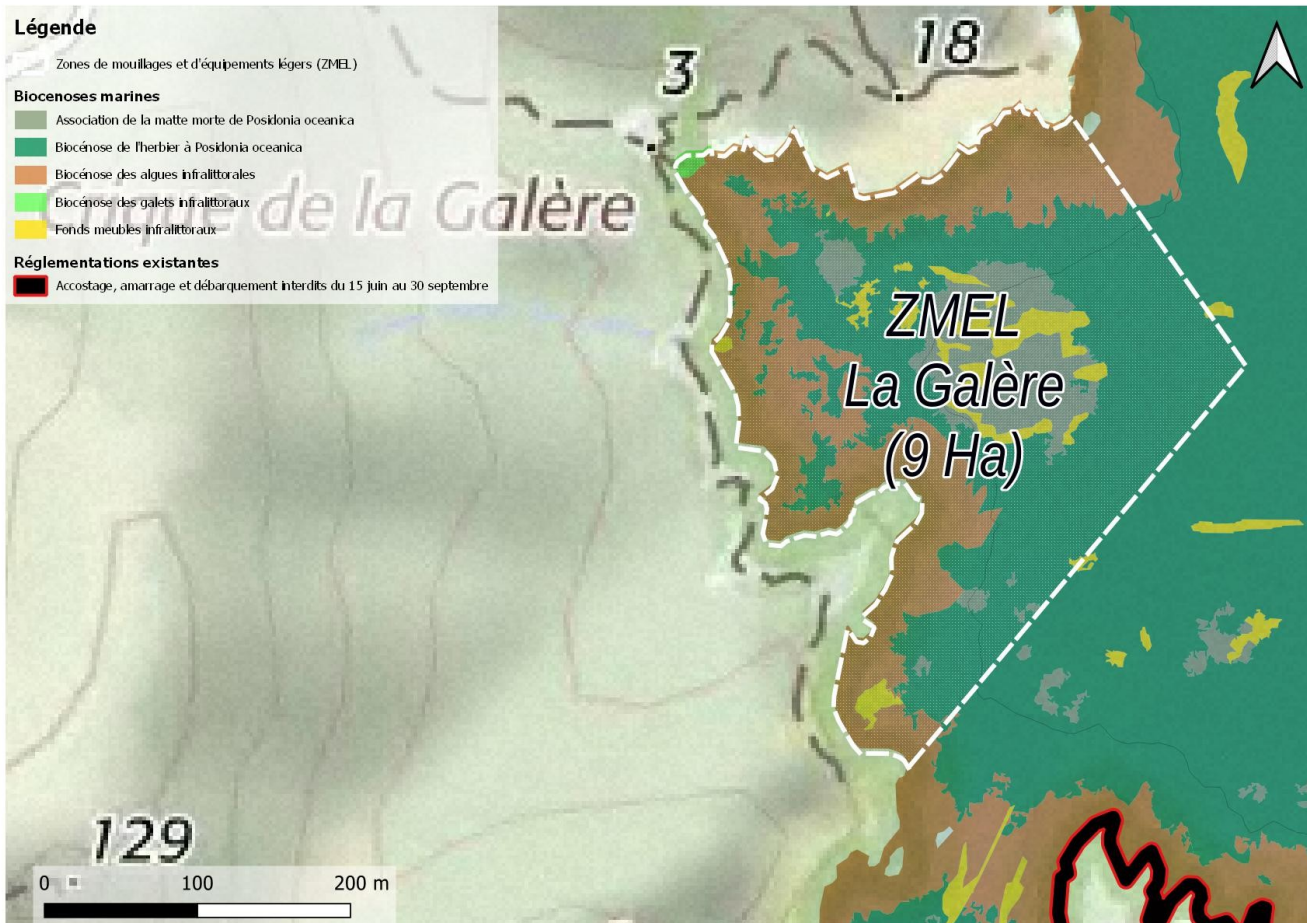 Légende
Zones de mouillages et d'équipements légers (ZMEL)
Biocenoses marines
Association de la matte morte de Posidonia oceanica
Biocénose de l'herbier à Posidonia oceanica
Biocénose des algues infralittorales
Biocénose des galets infralittoraux
Fonds meubles infralittoraux
Réglementations existantes
Accostage, amarrage et débarquement interdits du 15 juin au 30 septembre
3
18
Crique de la Galère
ZMEL
La Galère
(9 Ha)
129
0 100 200 m